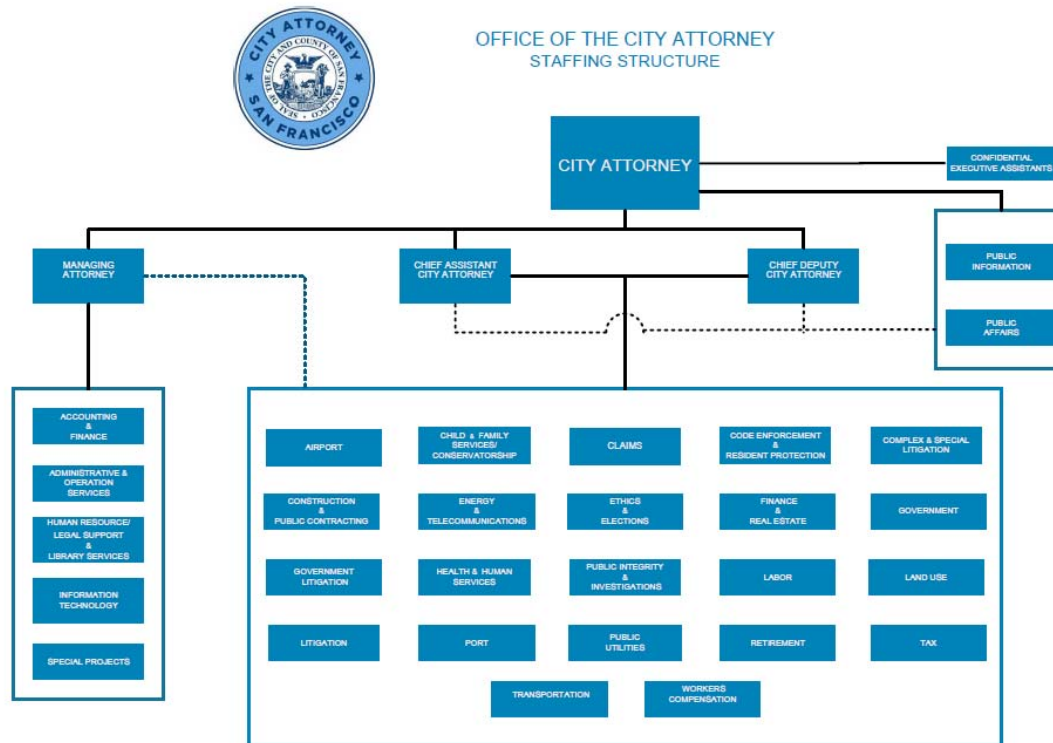 CITY ATTORNEY
SEAL OF THE CITY AND COUNTY OF SAN FRANCISCO
SAN FRANCISCO
OFFICE OF THE CITY ATTORNEY
STAFFING STRUCTURE
CITY ATTORNEY
CONFIDENTIAL
EXECUTIVE ASSISTANTS
MANAGING
ATTORNEY
CHIEF ASSISTANT
CITY ATTORNEY
CHIEF DEPUTY
CITY ATTORNEY
PUBLIC
INFORMATION
PUBLIC
AFFAIRS
ACCOUNTING
&
FINANCE
ADMINISTRATIVE &
OPERATION
SERVICES
HUMAN RESOURCE/
LEGAL SUPPORT
&
LIBRARY SERVICES
INFORMATION
TECHNOLOGY
SPECIAL PROJECTS
AIRPORT
CHILD & FAMILY
SERVICES/
CONSERVATORSHIP
CLAIMS
CODE ENFORCEMENT
&
RESIDENT PROTECTION
COMPLEX & SPECIAL
LITIGATION
CONSTRUCTION
&
PUBLIC CONTRACTING
ENERGY
&
TELECOMMUNICATIONS
ETHICS
&
ELECTIONS
FINANCE
&
REAL ESTATE
GOVERNMENT
GOVERNMENT
LITIGATION
HEALTH & HUMAN
SERVICES
PUBLIC INTEGRITY
&
INVESTIGATIONS
LABOR
LAND USE
LITIGATION
PORT
PUBLIC
UTILITIES
RETIREMENT
TAX
TRANSPORTATION
WORKERS
COMPENSATION